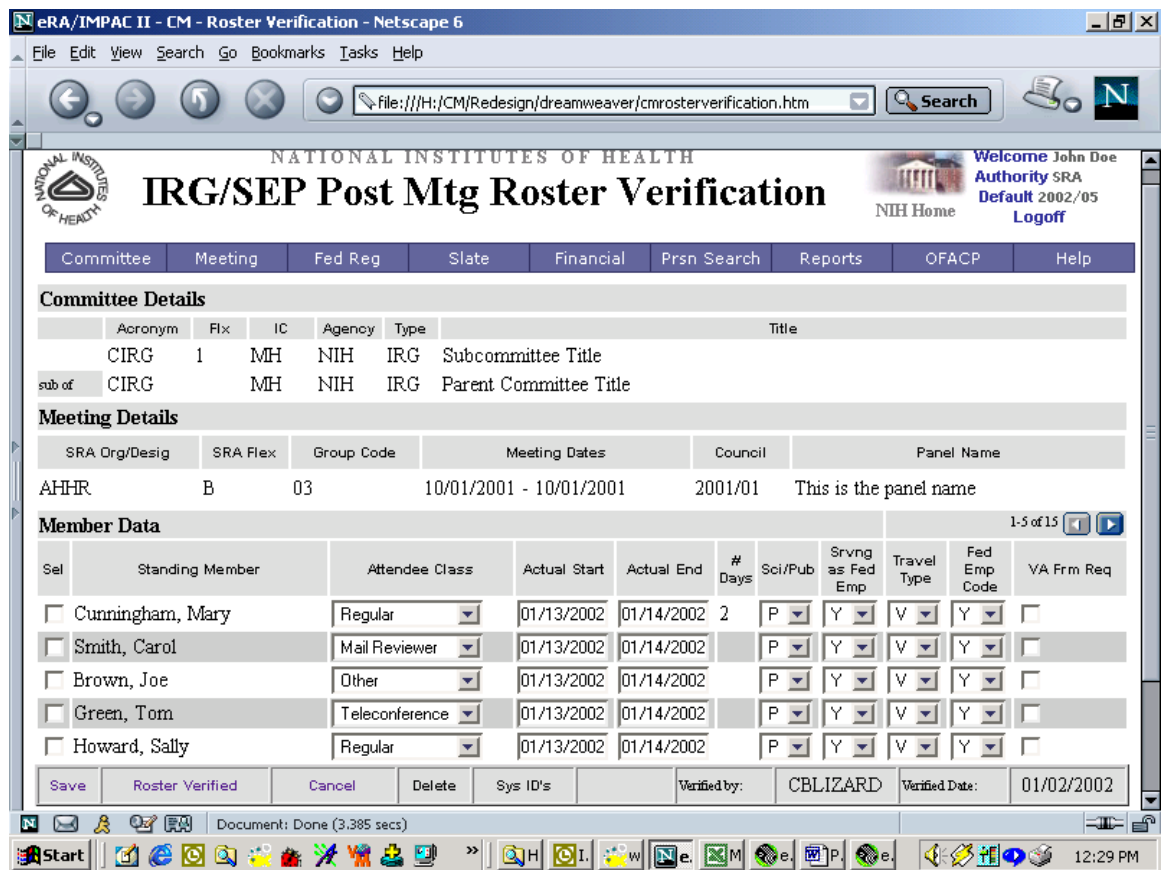 eRA/IMPAC II - CM - Roster Verification - Netscape 6
File Edit View Search Go Bookmarks Tasks Help
file:///H:/CM/Redesign/dreamweaver/cmrosterverification.htm Search N
NATIONAL INSTITUTES OF HEALTH
NATIONAL INSTITUTES OF HEALTH
IRG/SEP Post Mtg Roster Verification
NIH Home
Welcome John Doe
Authority SRA
Default 2002/05
Logoff
Committee Meeting Fed Reg Slate Financial Prsn Search Reports OFACP Help
Committee Details
Acronym Flx IC Agency Type Title
CIRG 1 MH NIH IRG Subcommittee Title
sub of CIRG MH NIH IRG Parent Committee Title
Meeting Details
SRA Org/Desig SRA Flex Group Code Meeting Dates Council Panel Name
AHHR B 03 10/01/2001 - 10/01/2001 2001/01 This is the panel name
Member Data 1-5 of 15
Sel Standing Member Attendee Class Actual Start Actual End # Days Sci/Pub Srvng as Fed Emp Travel Type Fed Emp Code VA Frm Req
Cunningham, Mary Regular 01/13/2002 01/14/2002 2 P Y V Y
Smith, Carol Mail Reviewer 01/13/2002 01/14/2002 P Y V Y
Brown, Joe Other 01/13/2002 01/14/2002 P Y V Y
Green, Tom Teleconference 01/13/2002 01/14/2002 P Y V Y
Howard, Sally Regular 01/13/2002 01/14/2002 P Y V Y
Save Roster Verified Cancel Delete Sys ID's Verified by: CBLIZARD Verified Date: 01/02/2002
Document: Done (3.385 secs)
Start » H I. w e. M e. P. e. 12:29 PM